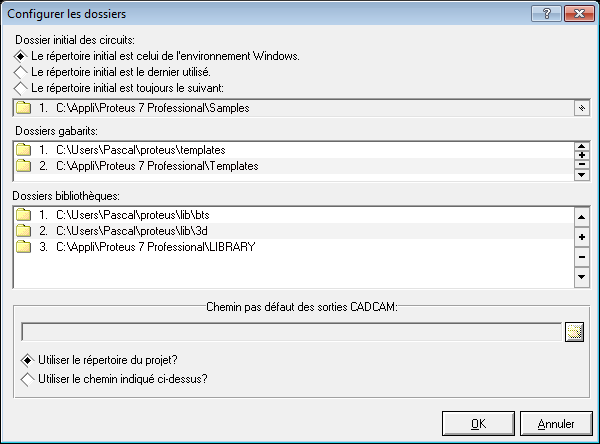 Configurer les dossiers
Dossier initial des circuits:
Le répertoire initial est celui de l'environnement Windows.
Le répertoire initial est le dernier utilisé.
Le répertoire initial est toujours le suivant:
1. C:\Appli\Proteus 7 Professional\Samples
Dossiers gabarits:
1. C:\Users\Pascal\proteus\templates
2. C:\Appli\Proteus 7 Professional\Templates
Dossiers bibliothèques:
1. C:\Users\Pascal\proteus\lib\bts
2. C:\Users\Pascal\proteus\lib\3d
3. C:\Appli\Proteus 7 Professional\LIBRARY
Chemin pas défaut des sorties CADCAM:
Utiliser le répertoire du projet?
Utiliser le chemin indiqué ci-dessus?
OK
Annuler